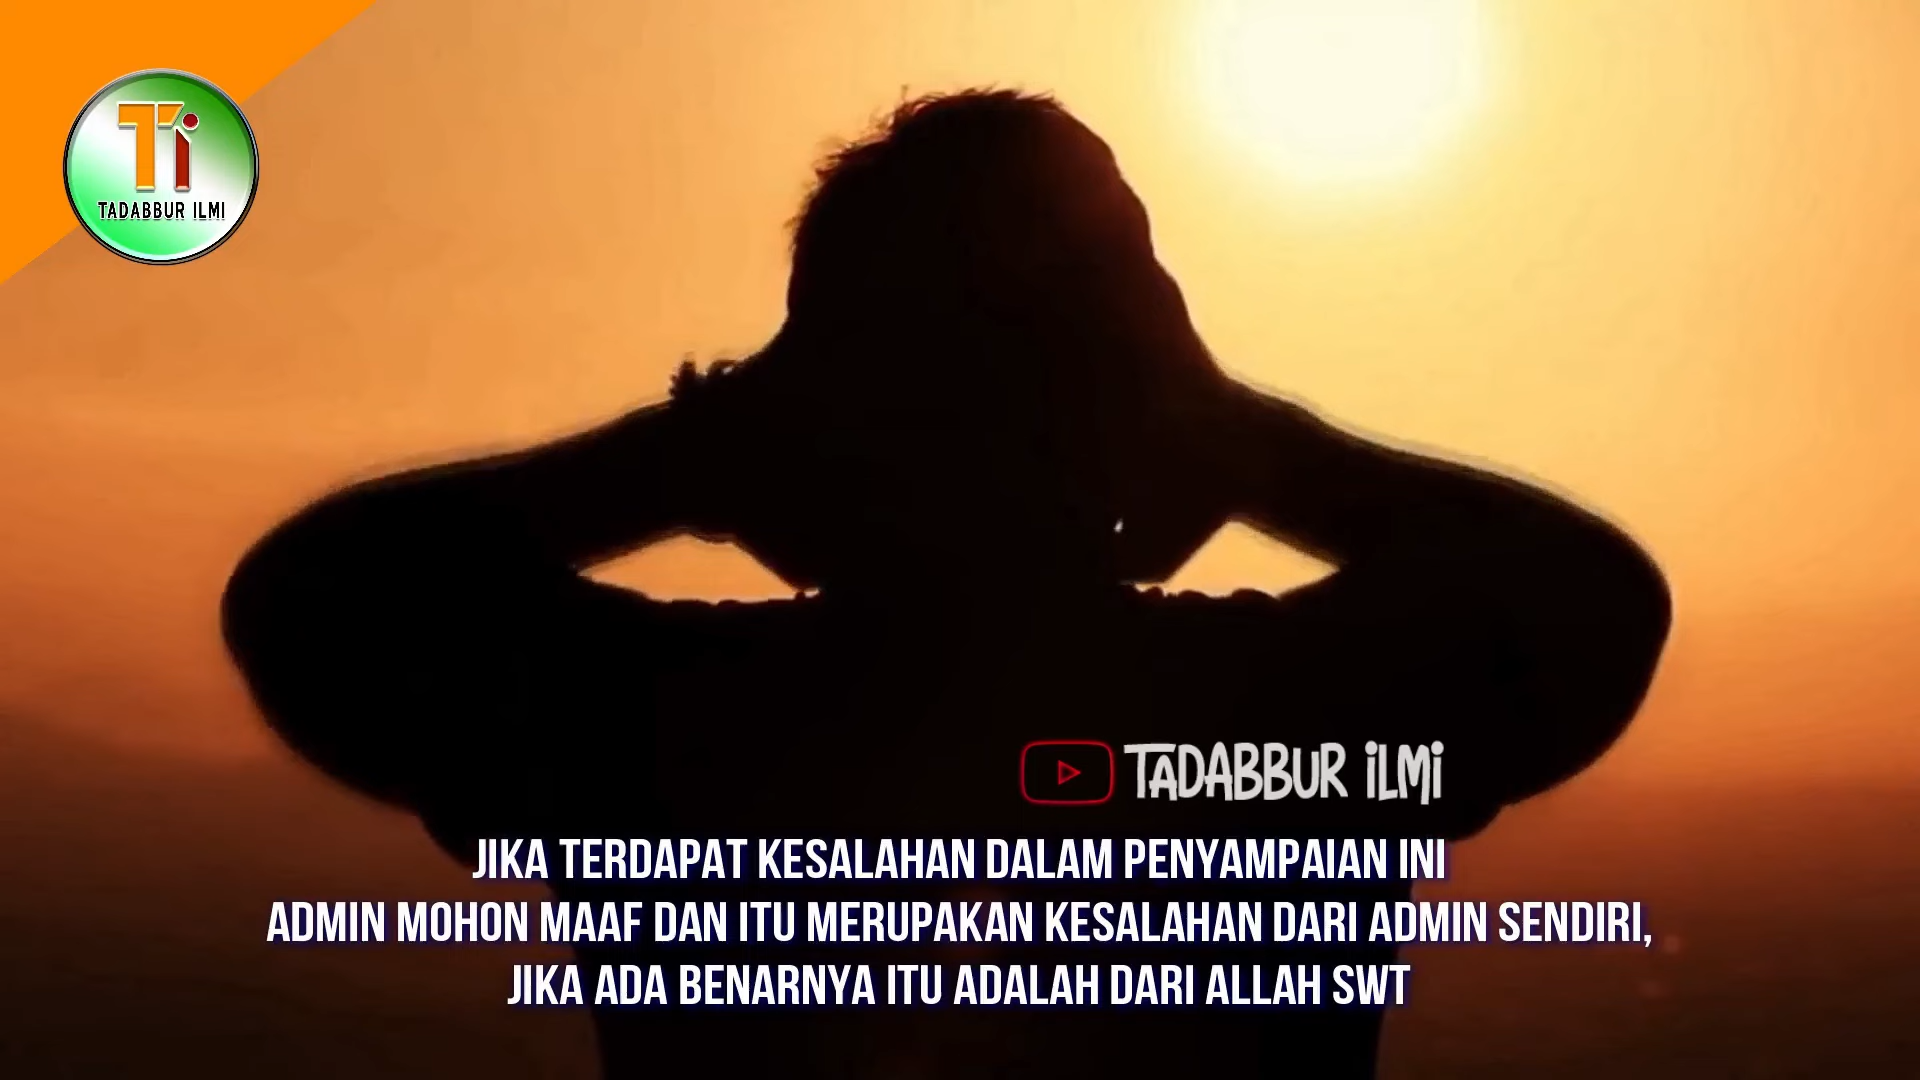 Ti
TADABBUR ILMI
TADABBUR iLMi
JIKA TERDAPAT KESALAHAN DALAM PENYAMPAIAN INI
ADMIN MOHON MAAF DAN ITU MERUPAKAN KESALAHAN DARI ADMIN SENDIRI,
JIKA ADA BENARNYA ITU ADALAH DARI ALLAH SWT